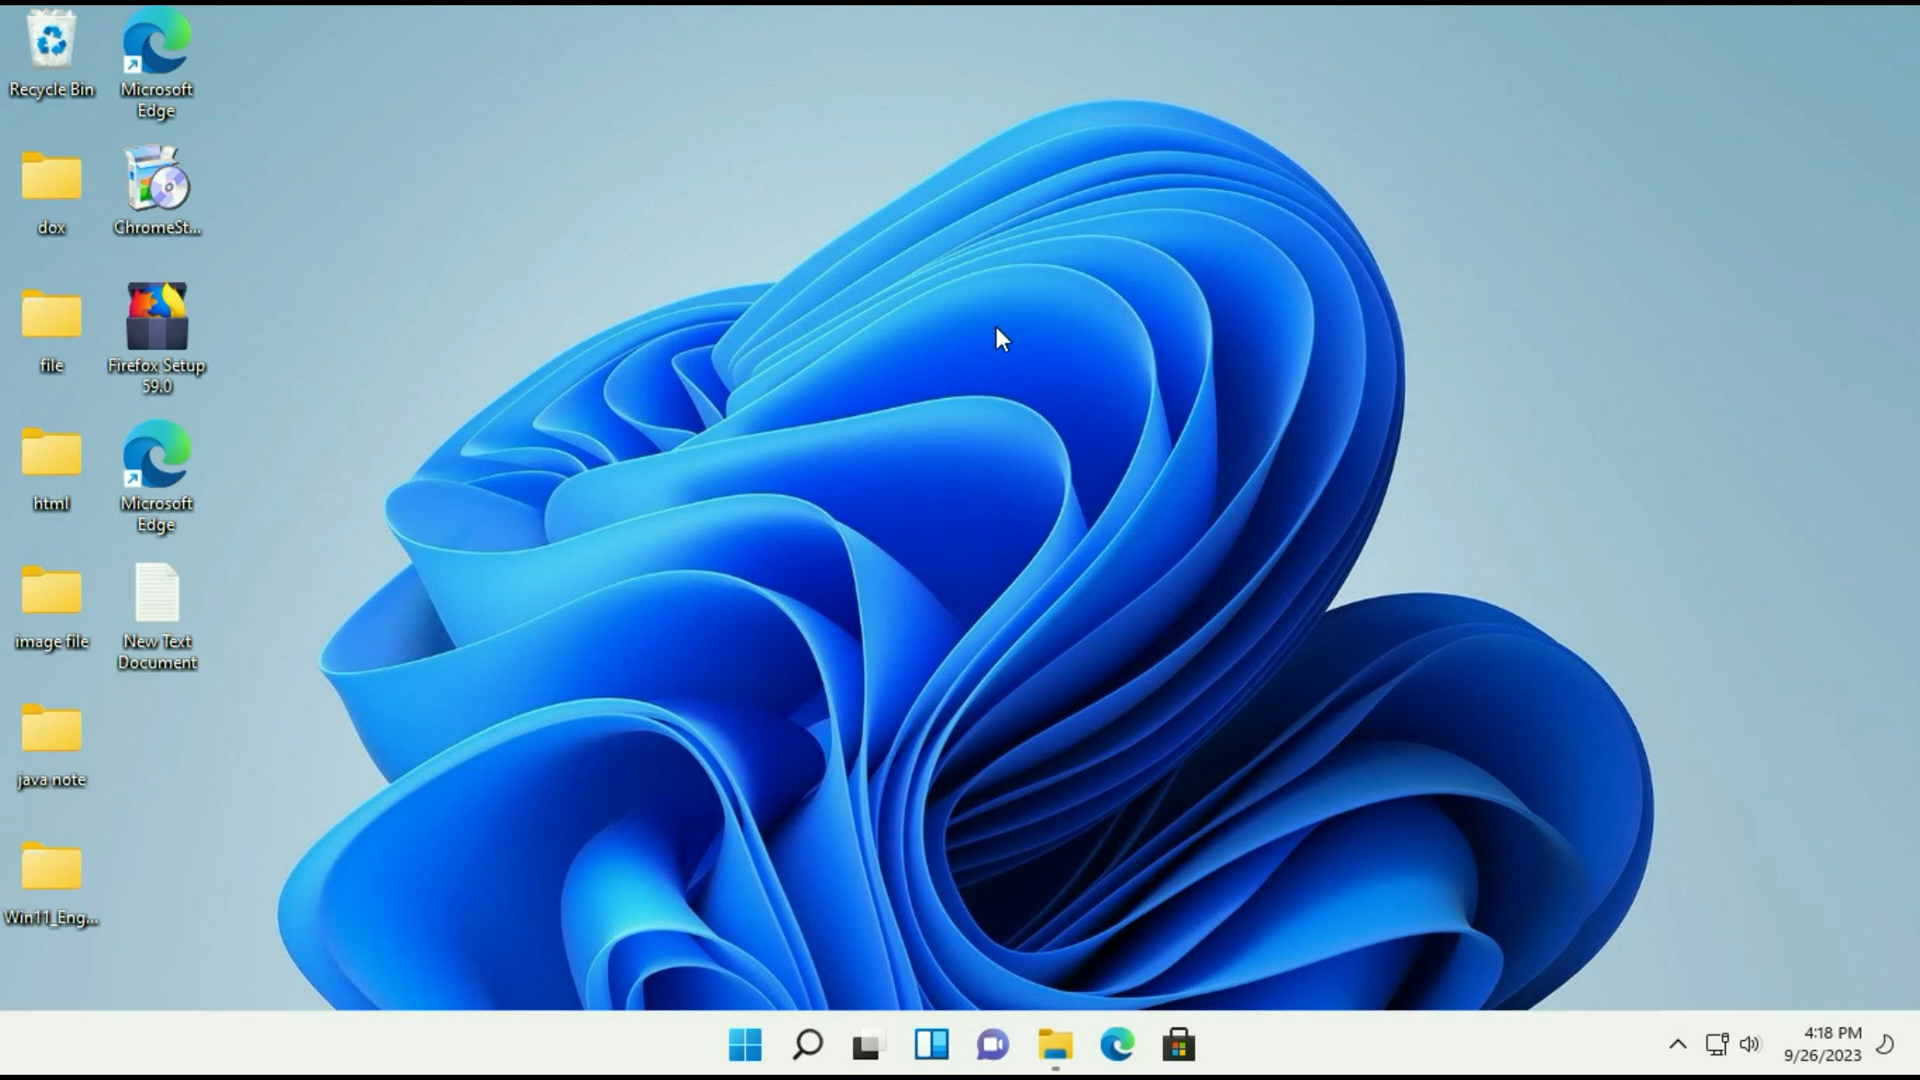 Recycle Bin
Microsoft
Edge
dox
ChromeSt...
file
Firefox Setup
59.0
html
Microsoft
Edge
image file
New Text
Document
java note
Win11_Eng...
4:18 PM
9/26/2023